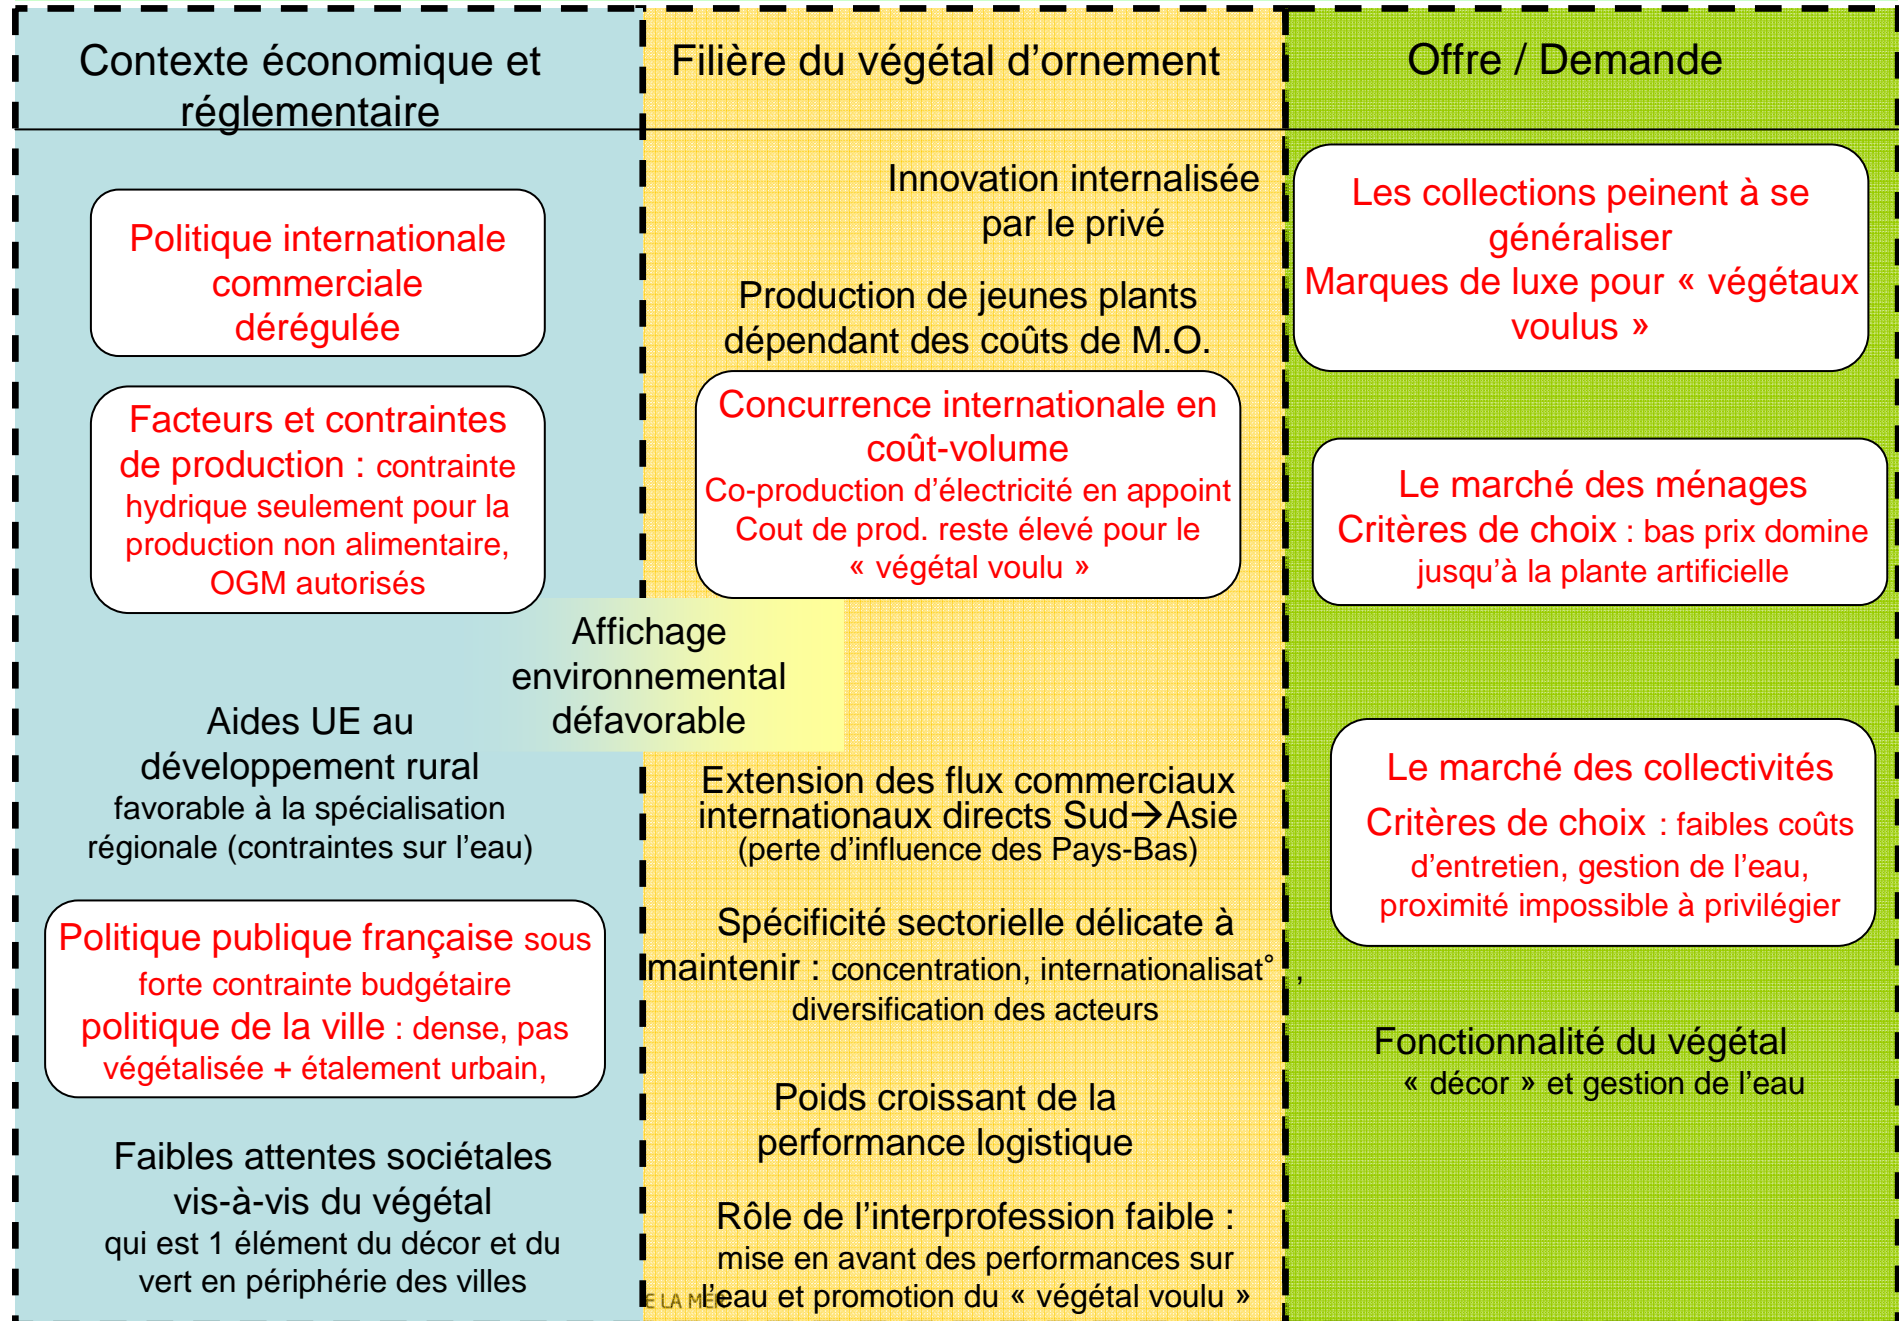 Contexte économique et
réglementaire
Politique internationale
commerciale
dérégulée
Facteurs et contraintes
de production : contrainte
hydrique seulement pour la
production non alimentaire,
OGM autorisés
Affichage
environnemental
défavorable
Aides UE au
développement rural
favorable à la spécialisation
régionale (contraintes sur l’eau)
Politique publique française sous
forte contrainte budgétaire
politique de la ville : dense, pas
végétalisée + étalement urbain,
Faibles attentes sociétales
vis-à-vis du végétal
qui est 1 élément du décor et du
vert en périphérie des villes
Filière du végétal d’ornement
Innovation internalisée
par le privé
Production de jeunes plants
dépendant des coûts de M.O.
Concurrence internationale en
coût-volume
Co-production d’électricité en appoint
Cout de prod. reste élevé pour le
« végétal voulu »
Extension des flux commerciaux
internationaux directs Sud→Asie
(perte d’influence des Pays-Bas)
Spécificité sectorielle délicate à
maintenir : concentration, internationalisat° ,
diversification des acteurs
Poids croissant de la
performance logistique
Rôle de l’interprofession faible :
mise en avant des performances sur
l’eau et promotion du « végétal voulu »
E LA MER
Offre / Demande
Les collections peinent à se
généraliser
Marques de luxe pour « végétaux
voulus »
Le marché des ménages
Critères de choix : bas prix domine
jusqu’à la plante artificielle
Le marché des collectivités
Critères de choix : faibles coûts
d’entretien, gestion de l’eau,
proximité impossible à privilégier
Fonctionnalité du végétal
« décor » et gestion de l’eau